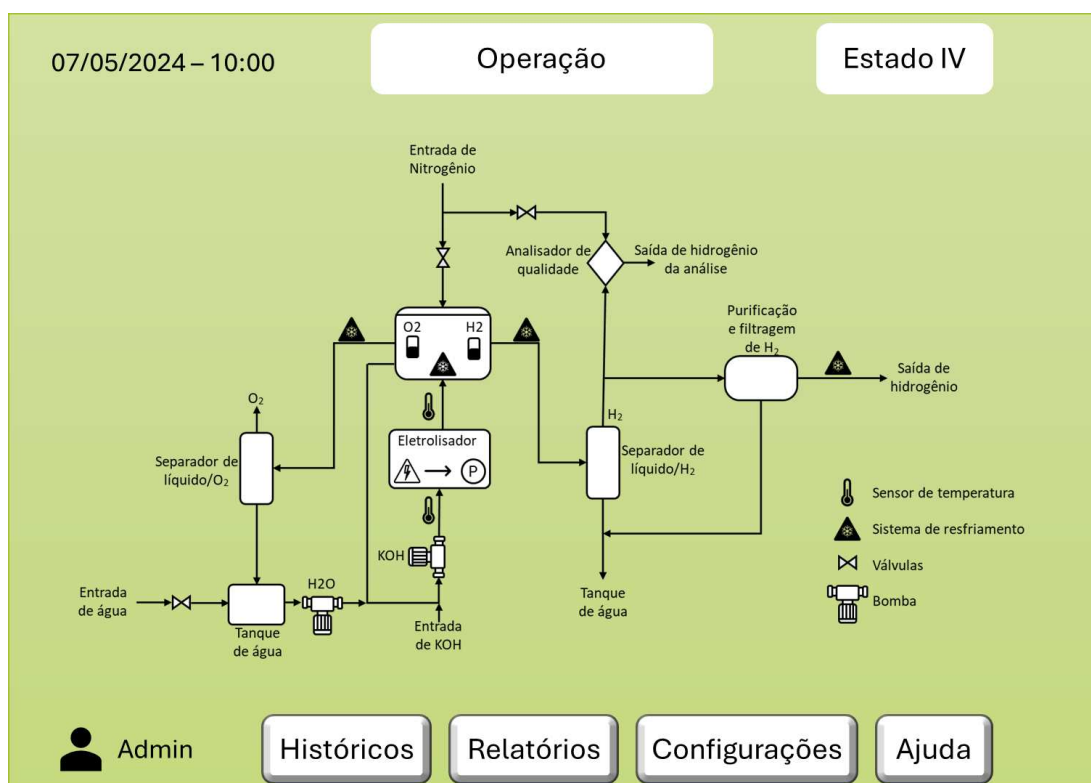 07/05/2024 – 10:00
Operação
Estado IV
Entrada de
Nitrogênio
Analisador de
qualidade
Saída de hidrogênio
da análise
Purificação
e filtragem
de H₂
O2
H2
Saída de
hidrogênio
O₂
H₂
Eletrolisador
P
Separador de
líquido/O₂
Separador de
líquido/H₂
Sensor de temperatura
Sistema de resfriamento
KOH
Válvulas
H2O
Entrada
de água
Tanque
de água
Bomba
Entrada
de KOH
Tanque
de água
Admin
Históricos
Relatórios
Configurações
Ajuda